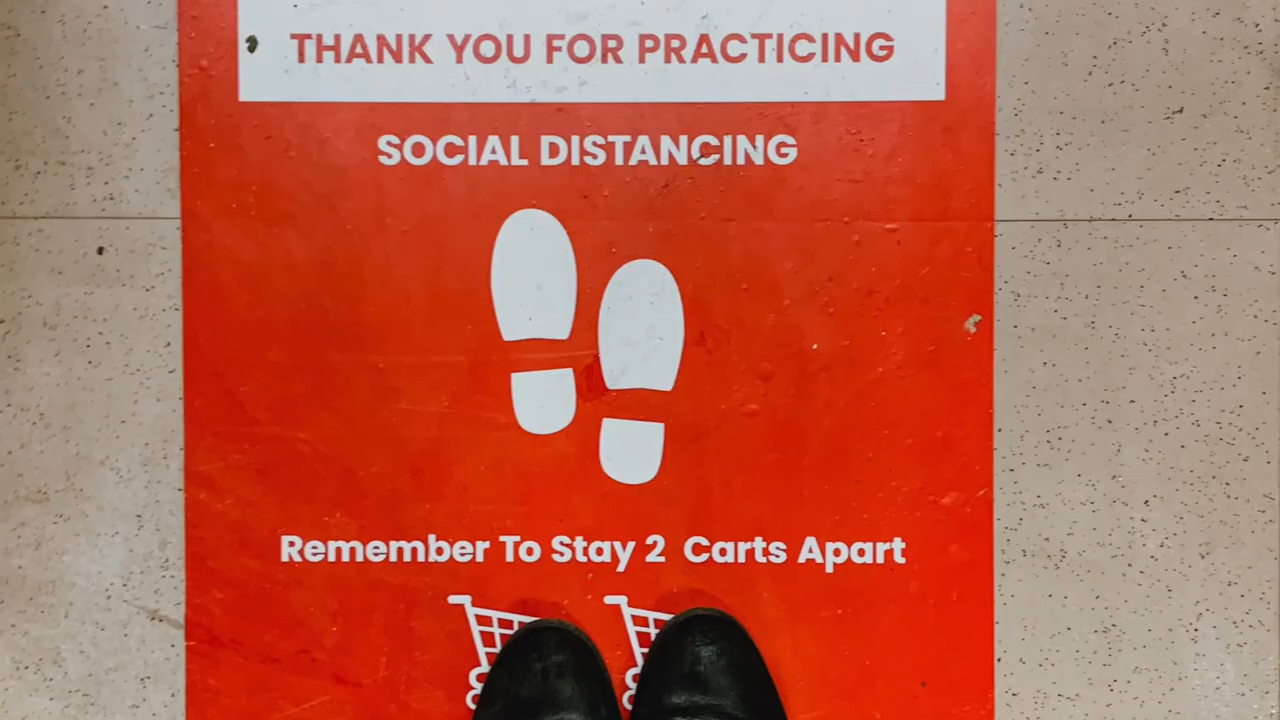 THANK YOU FOR PRACTICING
SOCIAL DISTANCING
Remember To Stay 2 Carts Apart